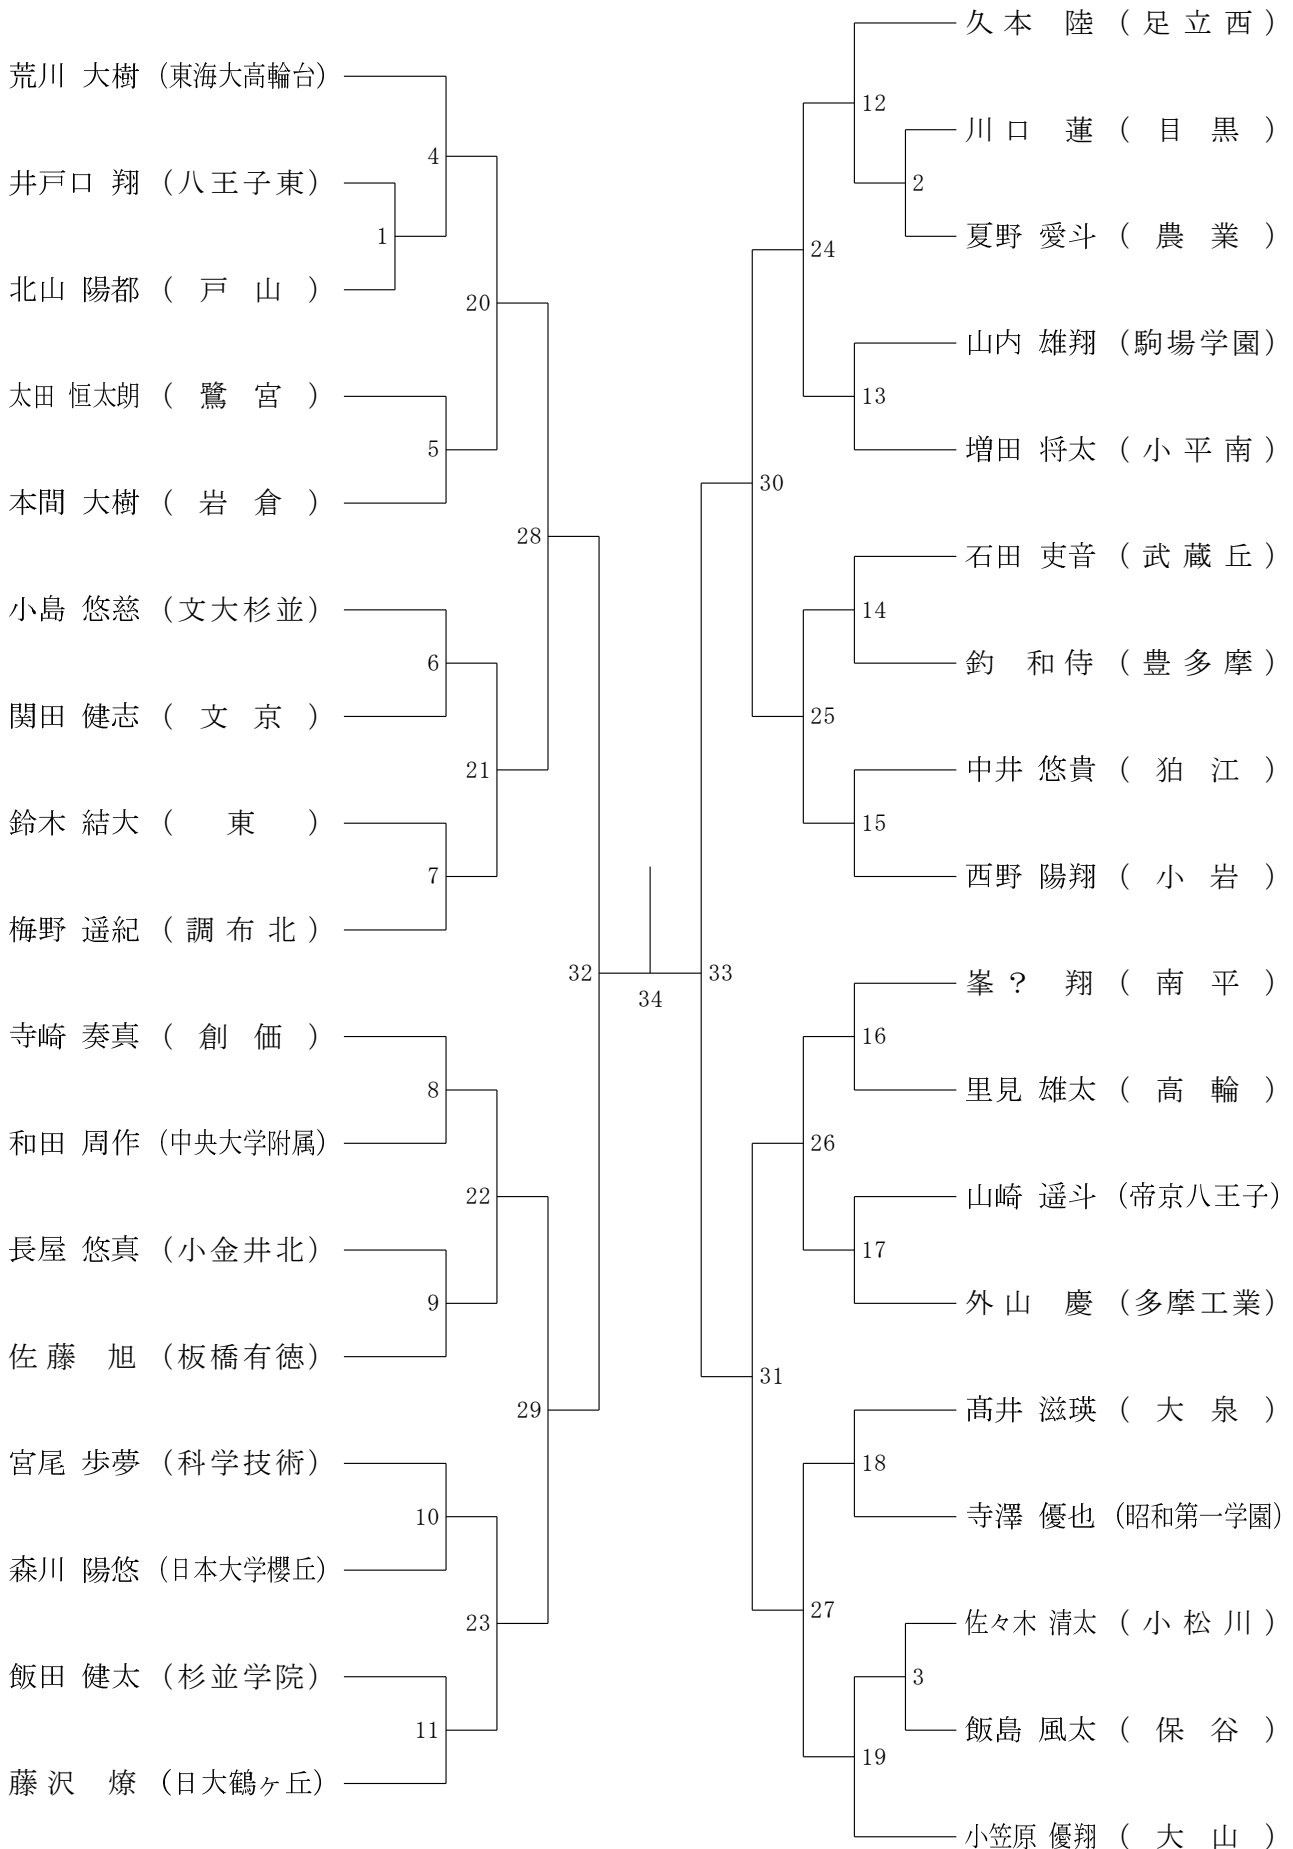 荒川 大樹 (東海大高輪台)
4
井戸口 翔 (八王子東)
1
北山 陽都 (戸山)
20
太田 恒太朗 (鷺宮)
5
本間 大樹 (岩倉)
28
小島 悠慈 (文大杉並)
6
関田 健志 (文京)
21
鈴木 結大 (東)
7
梅野 遥紀 (調布北)
32
34
寺崎 奏真 (創価)
8
和田 周作 (中央大学附属)
22
長屋 悠真 (小金井北)
9
佐藤 旭 (板橋有徳)
29
宮尾 歩夢 (科学技術)
10
森川 陽悠 (日本大学櫻丘)
23
飯田 健太 (杉並学院)
11
藤沢 燎 (日大鶴ヶ丘)
久本 陸 (足立西)
12
川口 蓮 (目黒)
2
夏野 愛斗 (農業)
24
山内 雄翔 (駒場学園)
13
増田 将太 (小平南)
30
石田 吏音 (武蔵丘)
14
釣 和侍 (豊多摩)
25
中井 悠貴 (狛江)
15
西野 陽翔 (小岩)
33
峯? 翔 (南平)
16
里見 雄太 (高輪)
26
山崎 遥斗 (帝京八王子)
17
外山 慶 (多摩工業)
31
髙井 滋瑛 (大泉)
18
寺澤 優也 (昭和第一学園)
27
佐々木 清太 (小松川)
3
飯島 風太 (保谷)
19
小笠原 優翔 (大山)